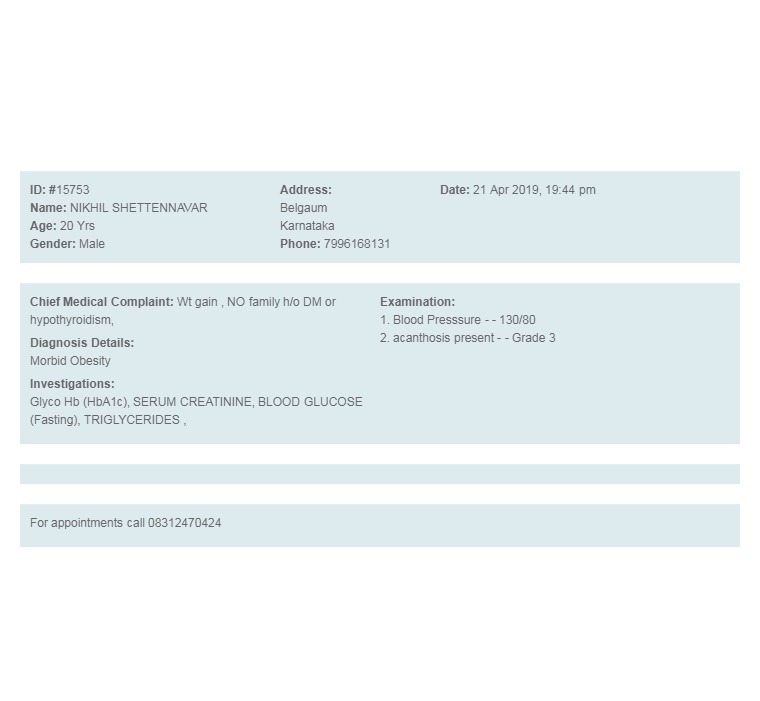 ID: #15753
Name: NIKHIL SHETTENNAVAR
Age: 20 Yrs
Gender: Male
Address:
Belgaum
Karnataka
Phone: 7996168131
Date: 21 Apr 2019, 19:44 pm
Chief Medical Complaint: Wt gain , NO family h/o DM or
hypothyroidism,
Diagnosis Details:
Morbid Obesity
Investigations:
Glyco Hb (HbA1c), SERUM CREATININE, BLOOD GLUCOSE
(Fasting), TRIGLYCERIDES ,
Examination:
1. Blood Presssure - - 130/80
2. acanthosis present - - Grade 3
For appointments call 08312470424